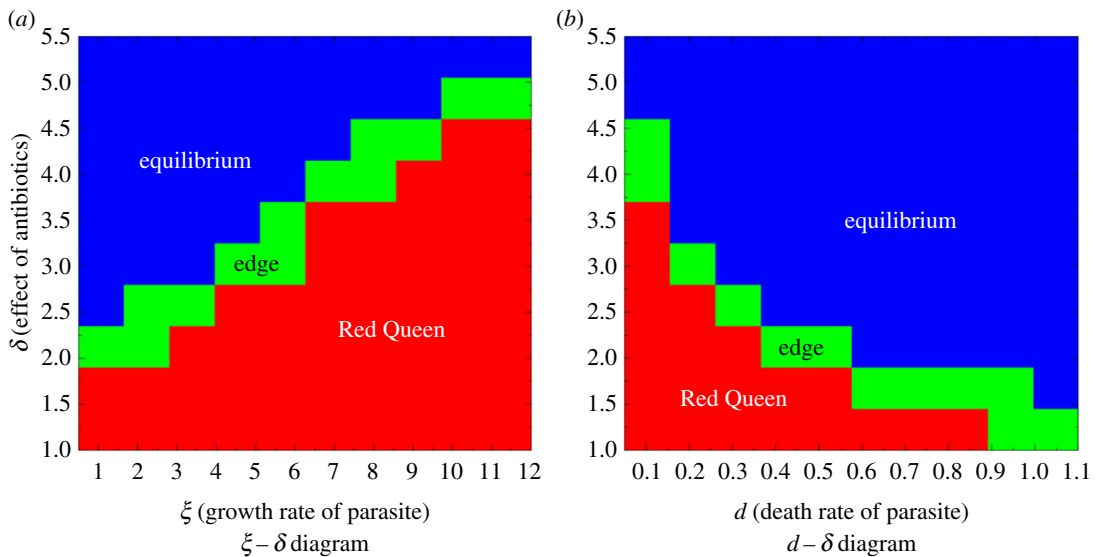 (a)
5.5
5.0
4.5
4.0
3.5
3.0
2.5
2.0
1.5
1.0
δ (effect of antibiotics)
equilibrium
edge
Red Queen
1 2 3 4 5 6 7 8 9 10 11 12
ξ (growth rate of parasite)
ξ – δ diagram
(b)
5.5
5.0
4.5
4.0
3.5
3.0
2.5
2.0
1.5
1.0
equilibrium
edge
Red Queen
0.1 0.2 0.3 0.4 0.5 0.6 0.7 0.8 0.9 1.0 1.1
d (death rate of parasite)
d – δ diagram